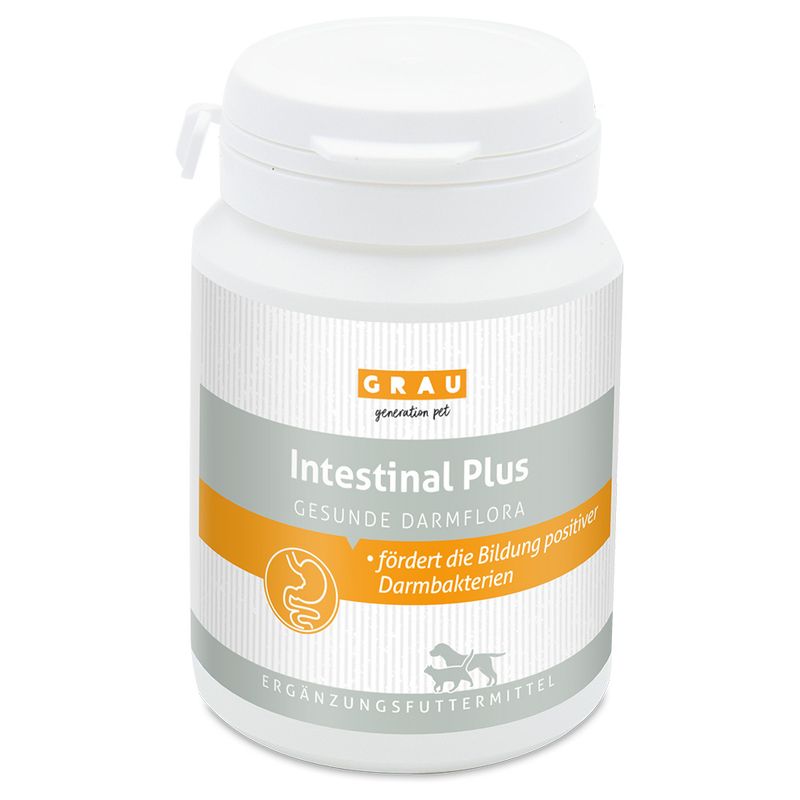 GRAU
generation pet
Intestinal Plus
GESUNDE DARMFLORA
• fördert die Bildung positiver
Darmbakterien
ERGÄNZUNGSFUTTERMITTEL